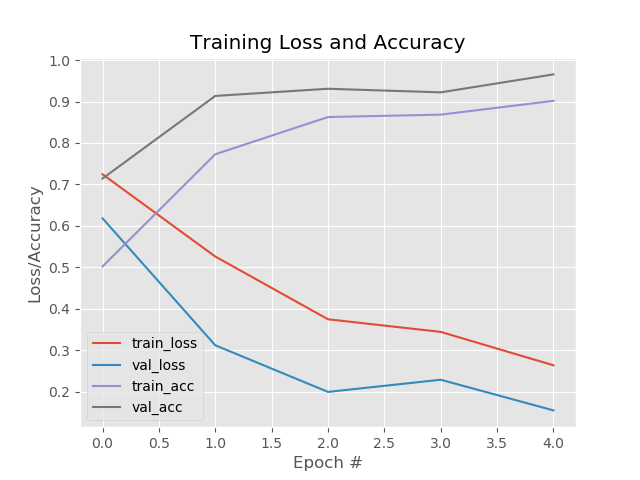 Training Loss and Accuracy
1.0
0.9
0.8
0.7
0.6
0.5
0.4
0.3
0.2
Loss/Accuracy
train_loss
val_loss
train_acc
val_acc
0.0 0.5 1.0 1.5 2.0 2.5 3.0 3.5 4.0
Epoch #